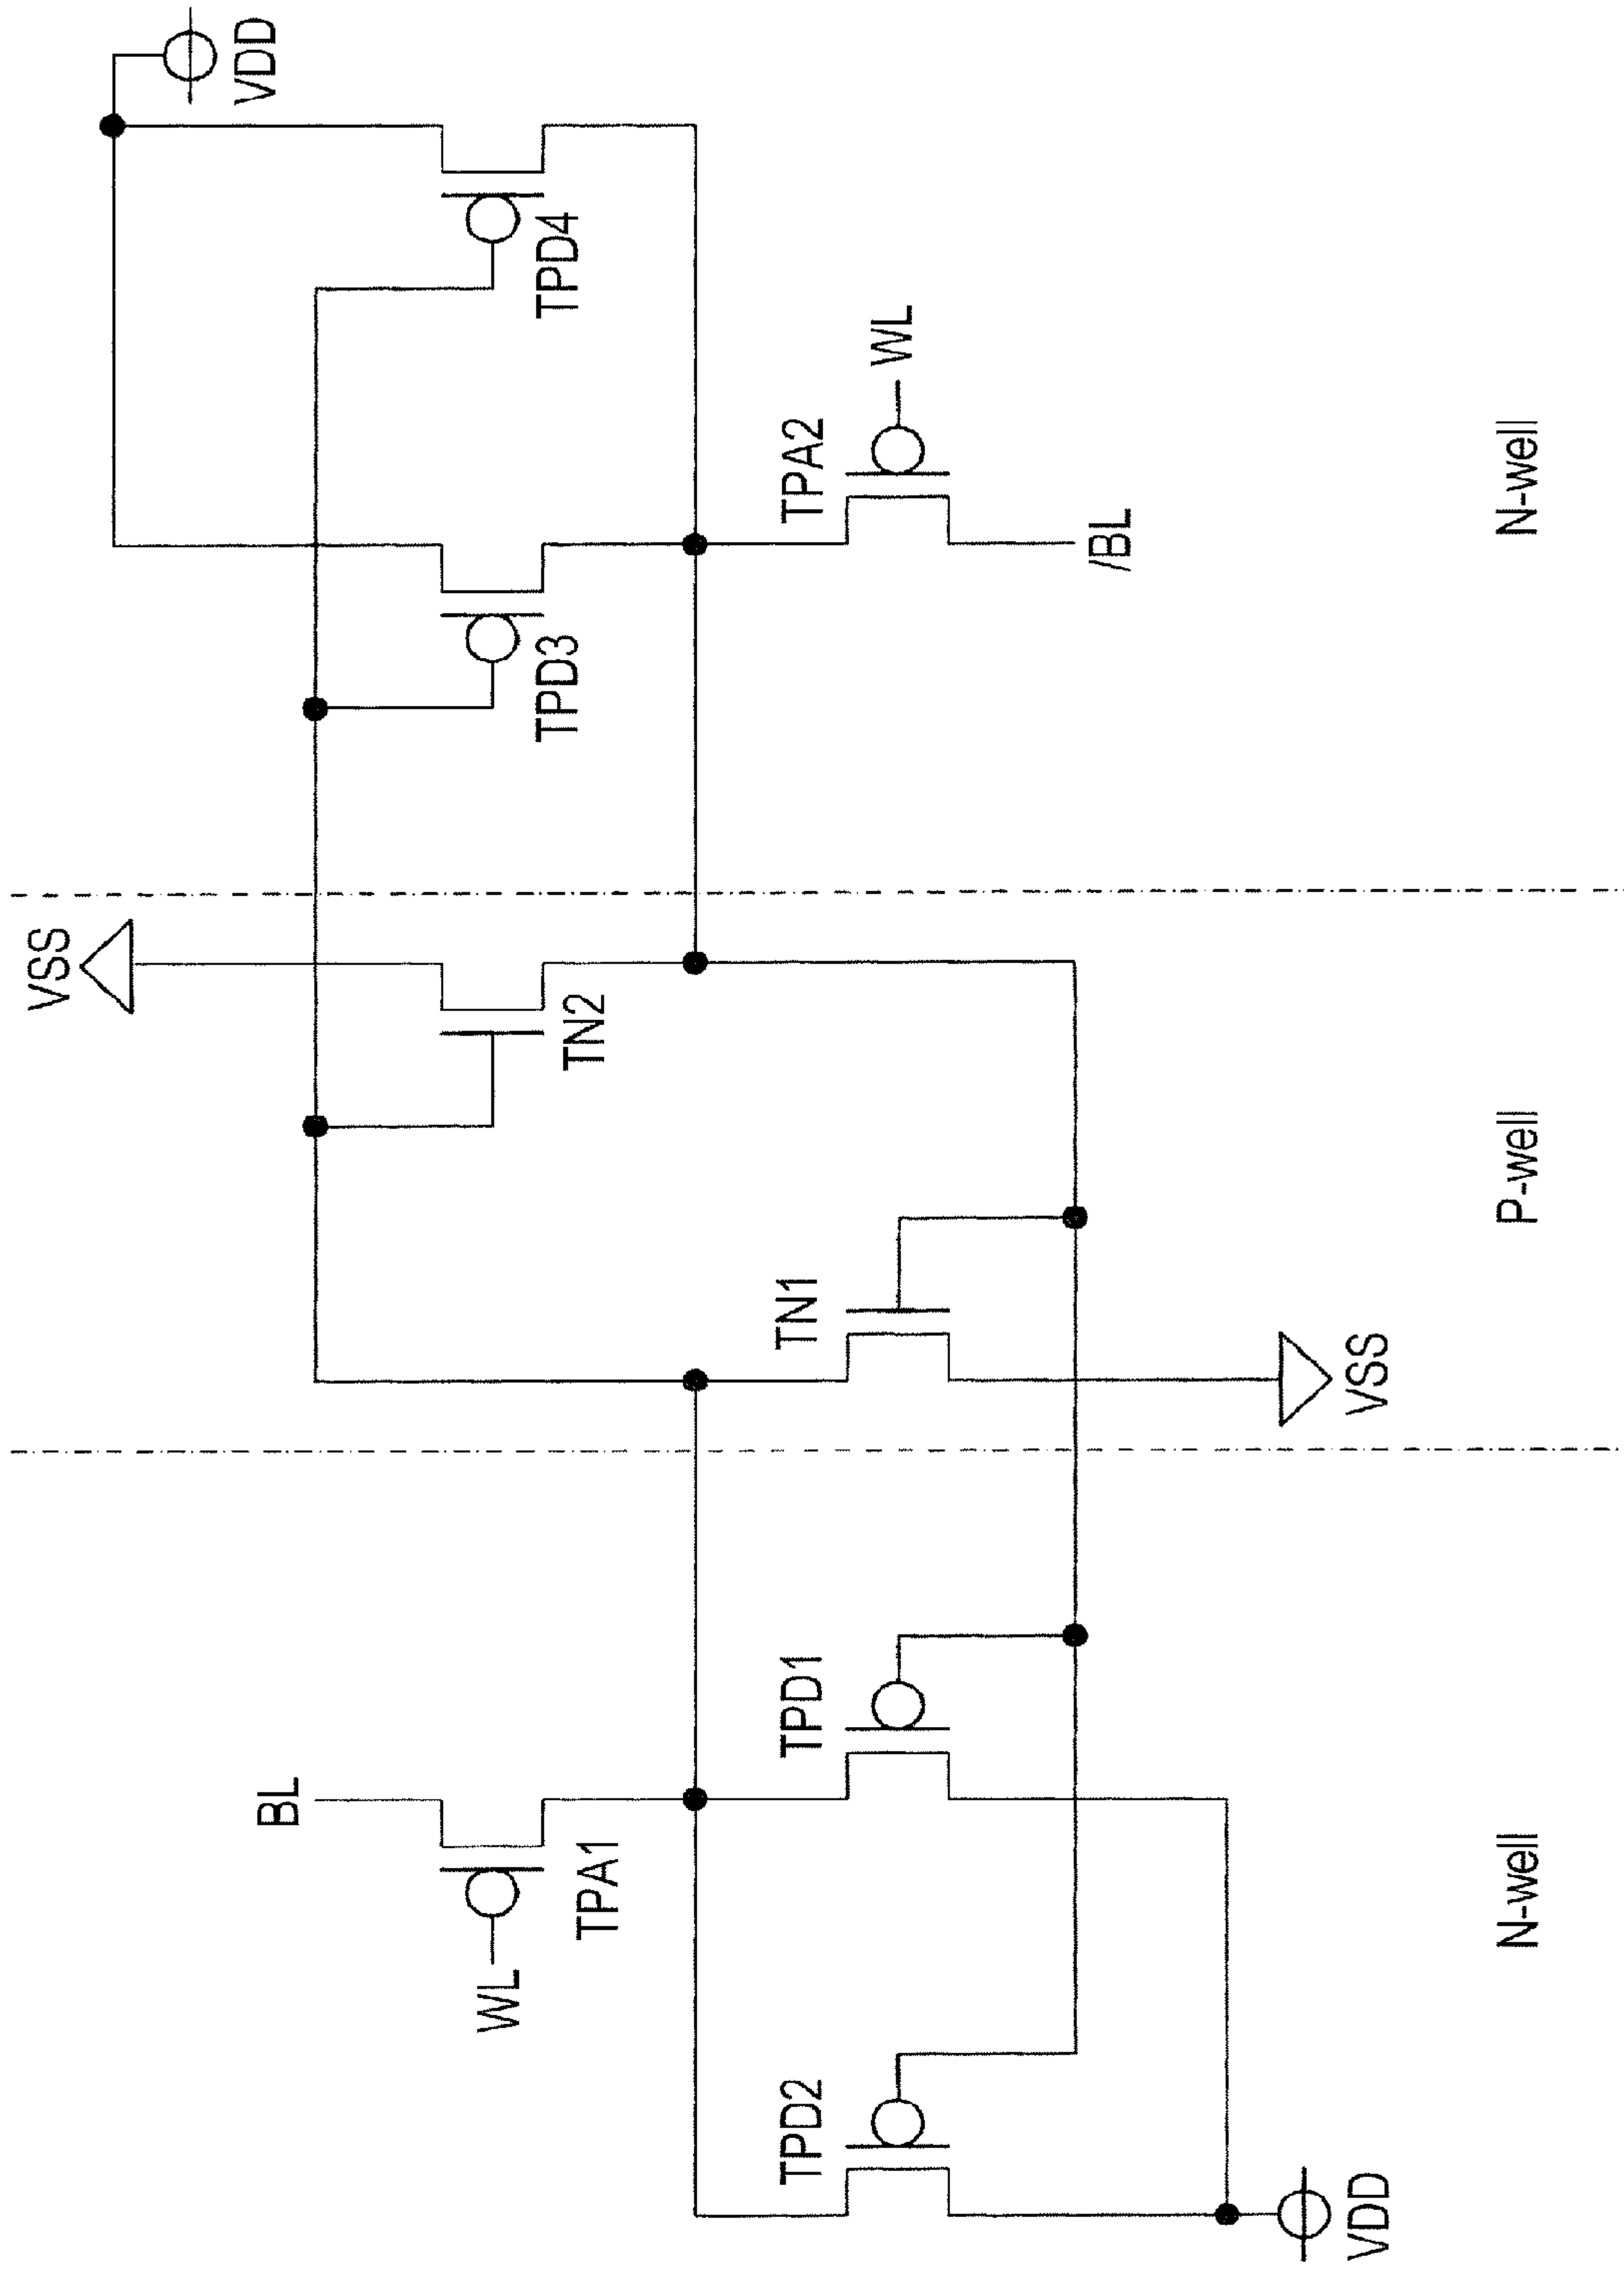 VSS
VDD
BL
WL
TPA1
TN2
TPD3
TPD4
TPD2
TPD1
TN1
TPA2
WL
/BL
VDD
VSS
N-well
P-well
N-well